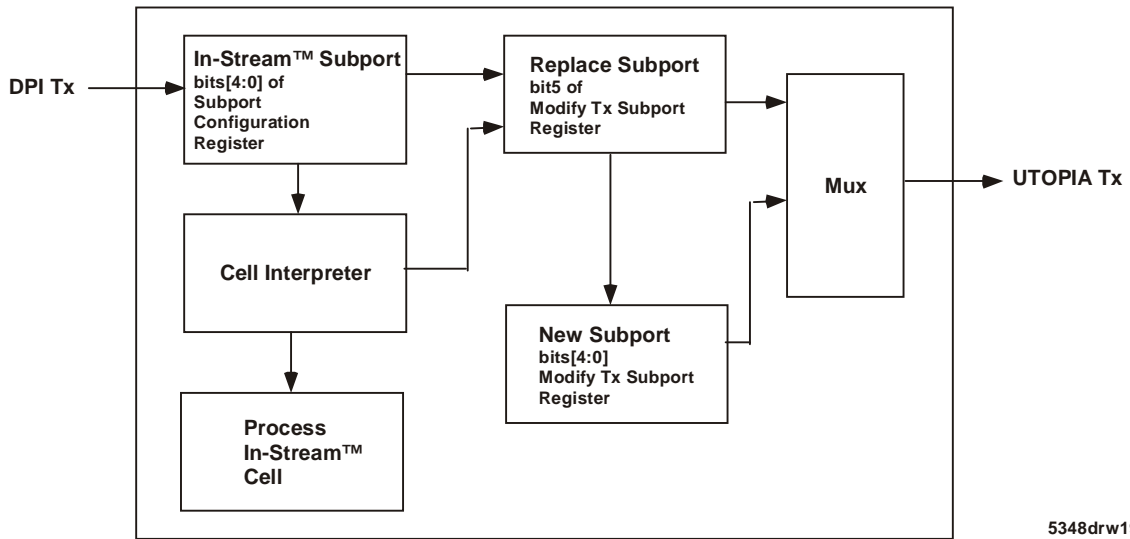 DPI Tx
In-Stream™ Subport
bits[4:0] of
Subport
Configuration
Register
Cell Interpreter
Process
In-Stream™
Cell
Replace Subport
bit5 of
Modify Tx Subport
Register
New Subport
bits[4:0]
Modify Tx Subport
Register
Mux
UTOPIA Tx